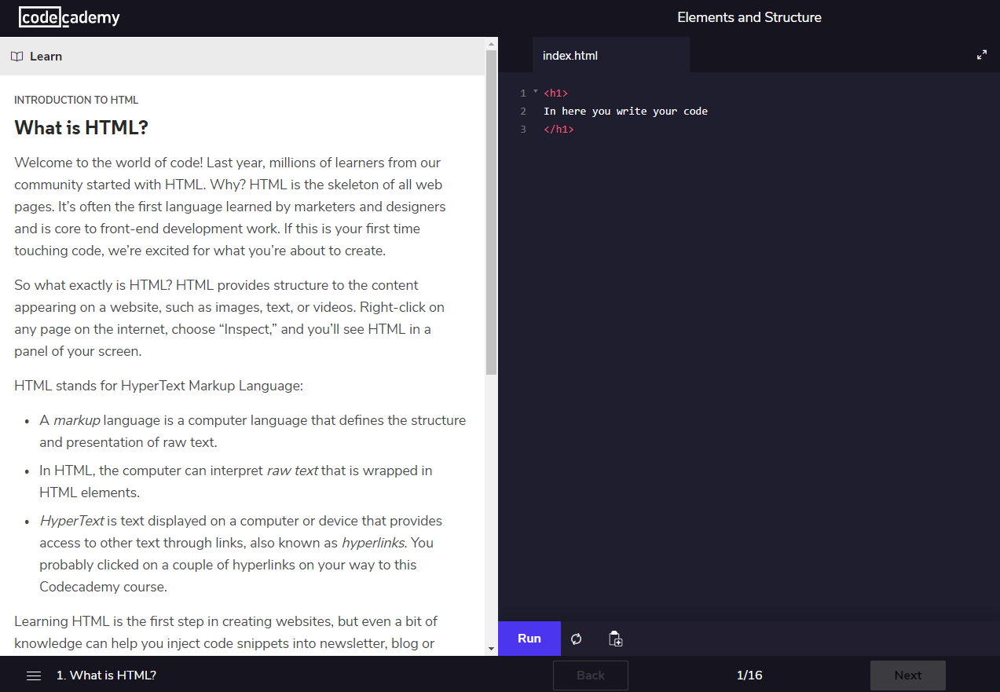 codecademy
Elements and Structure
Learn
INTRODUCTION TO HTML
What is HTML?
Welcome to the world of code! Last year, millions of learners from our
community started with HTML. Why? HTML is the skeleton of all web
pages. It’s often the first language learned by marketers and designers
and is core to front-end development work. If this is your first time
touching code, we’re excited for what you’re about to create.
So what exactly is HTML? HTML provides structure to the content
appearing on a website, such as images, text, or videos. Right-click on
any page on the internet, choose “Inspect,” and you’ll see HTML in a
panel of your screen.
HTML stands for HyperText Markup Language:
• A markup language is a computer language that defines the structure
and presentation of raw text.
• In HTML, the computer can interpret raw text that is wrapped in
HTML elements.
• HyperText is text displayed on a computer or device that provides
access to other text through links, also known as hyperlinks. You
probably clicked on a couple of hyperlinks on your way to this
Codecademy course.
Learning HTML is the first step in creating websites, but even a bit of
knowledge can help you inject code snippets into newsletter, blog or
index.html
1 <h1>
2 In here you write your code
3 </h1>
Run
1. What is HTML?
Back
1/16
Next